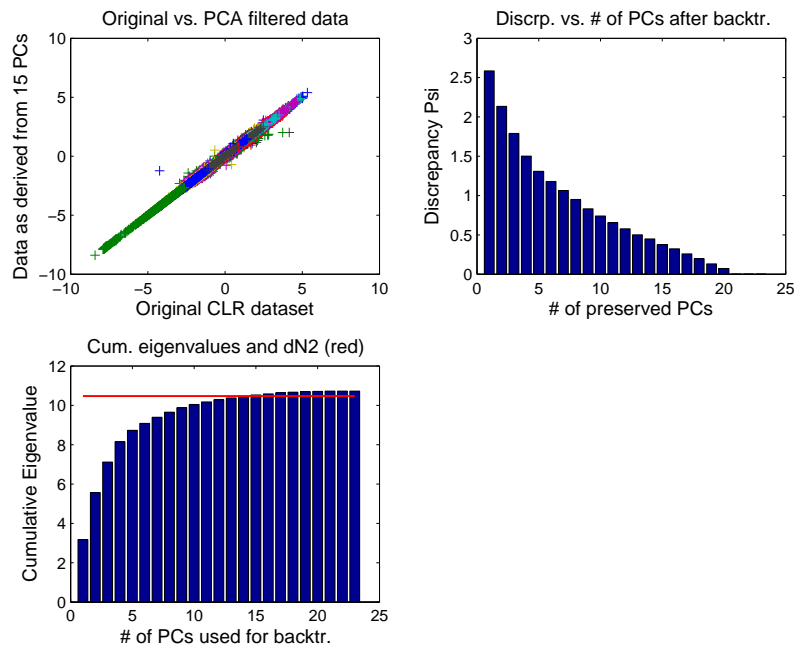 Original vs. PCA filtered data
Data as derived from 15 PCs
10
5
0
−5
−10
−10 −5 0 5 10
Original CLR dataset
Discrp. vs. # of PCs after backtr.
Discrepancy Psi
3
2.5
2
1.5
1
0.5
0
0 5 10 15 20 25
# of preserved PCs
Cum. eigenvalues and dN2 (red)
Cumulative Eigenvalue
12
10
8
6
4
2
0
0 5 10 15 20 25
# of PCs used for backtr.